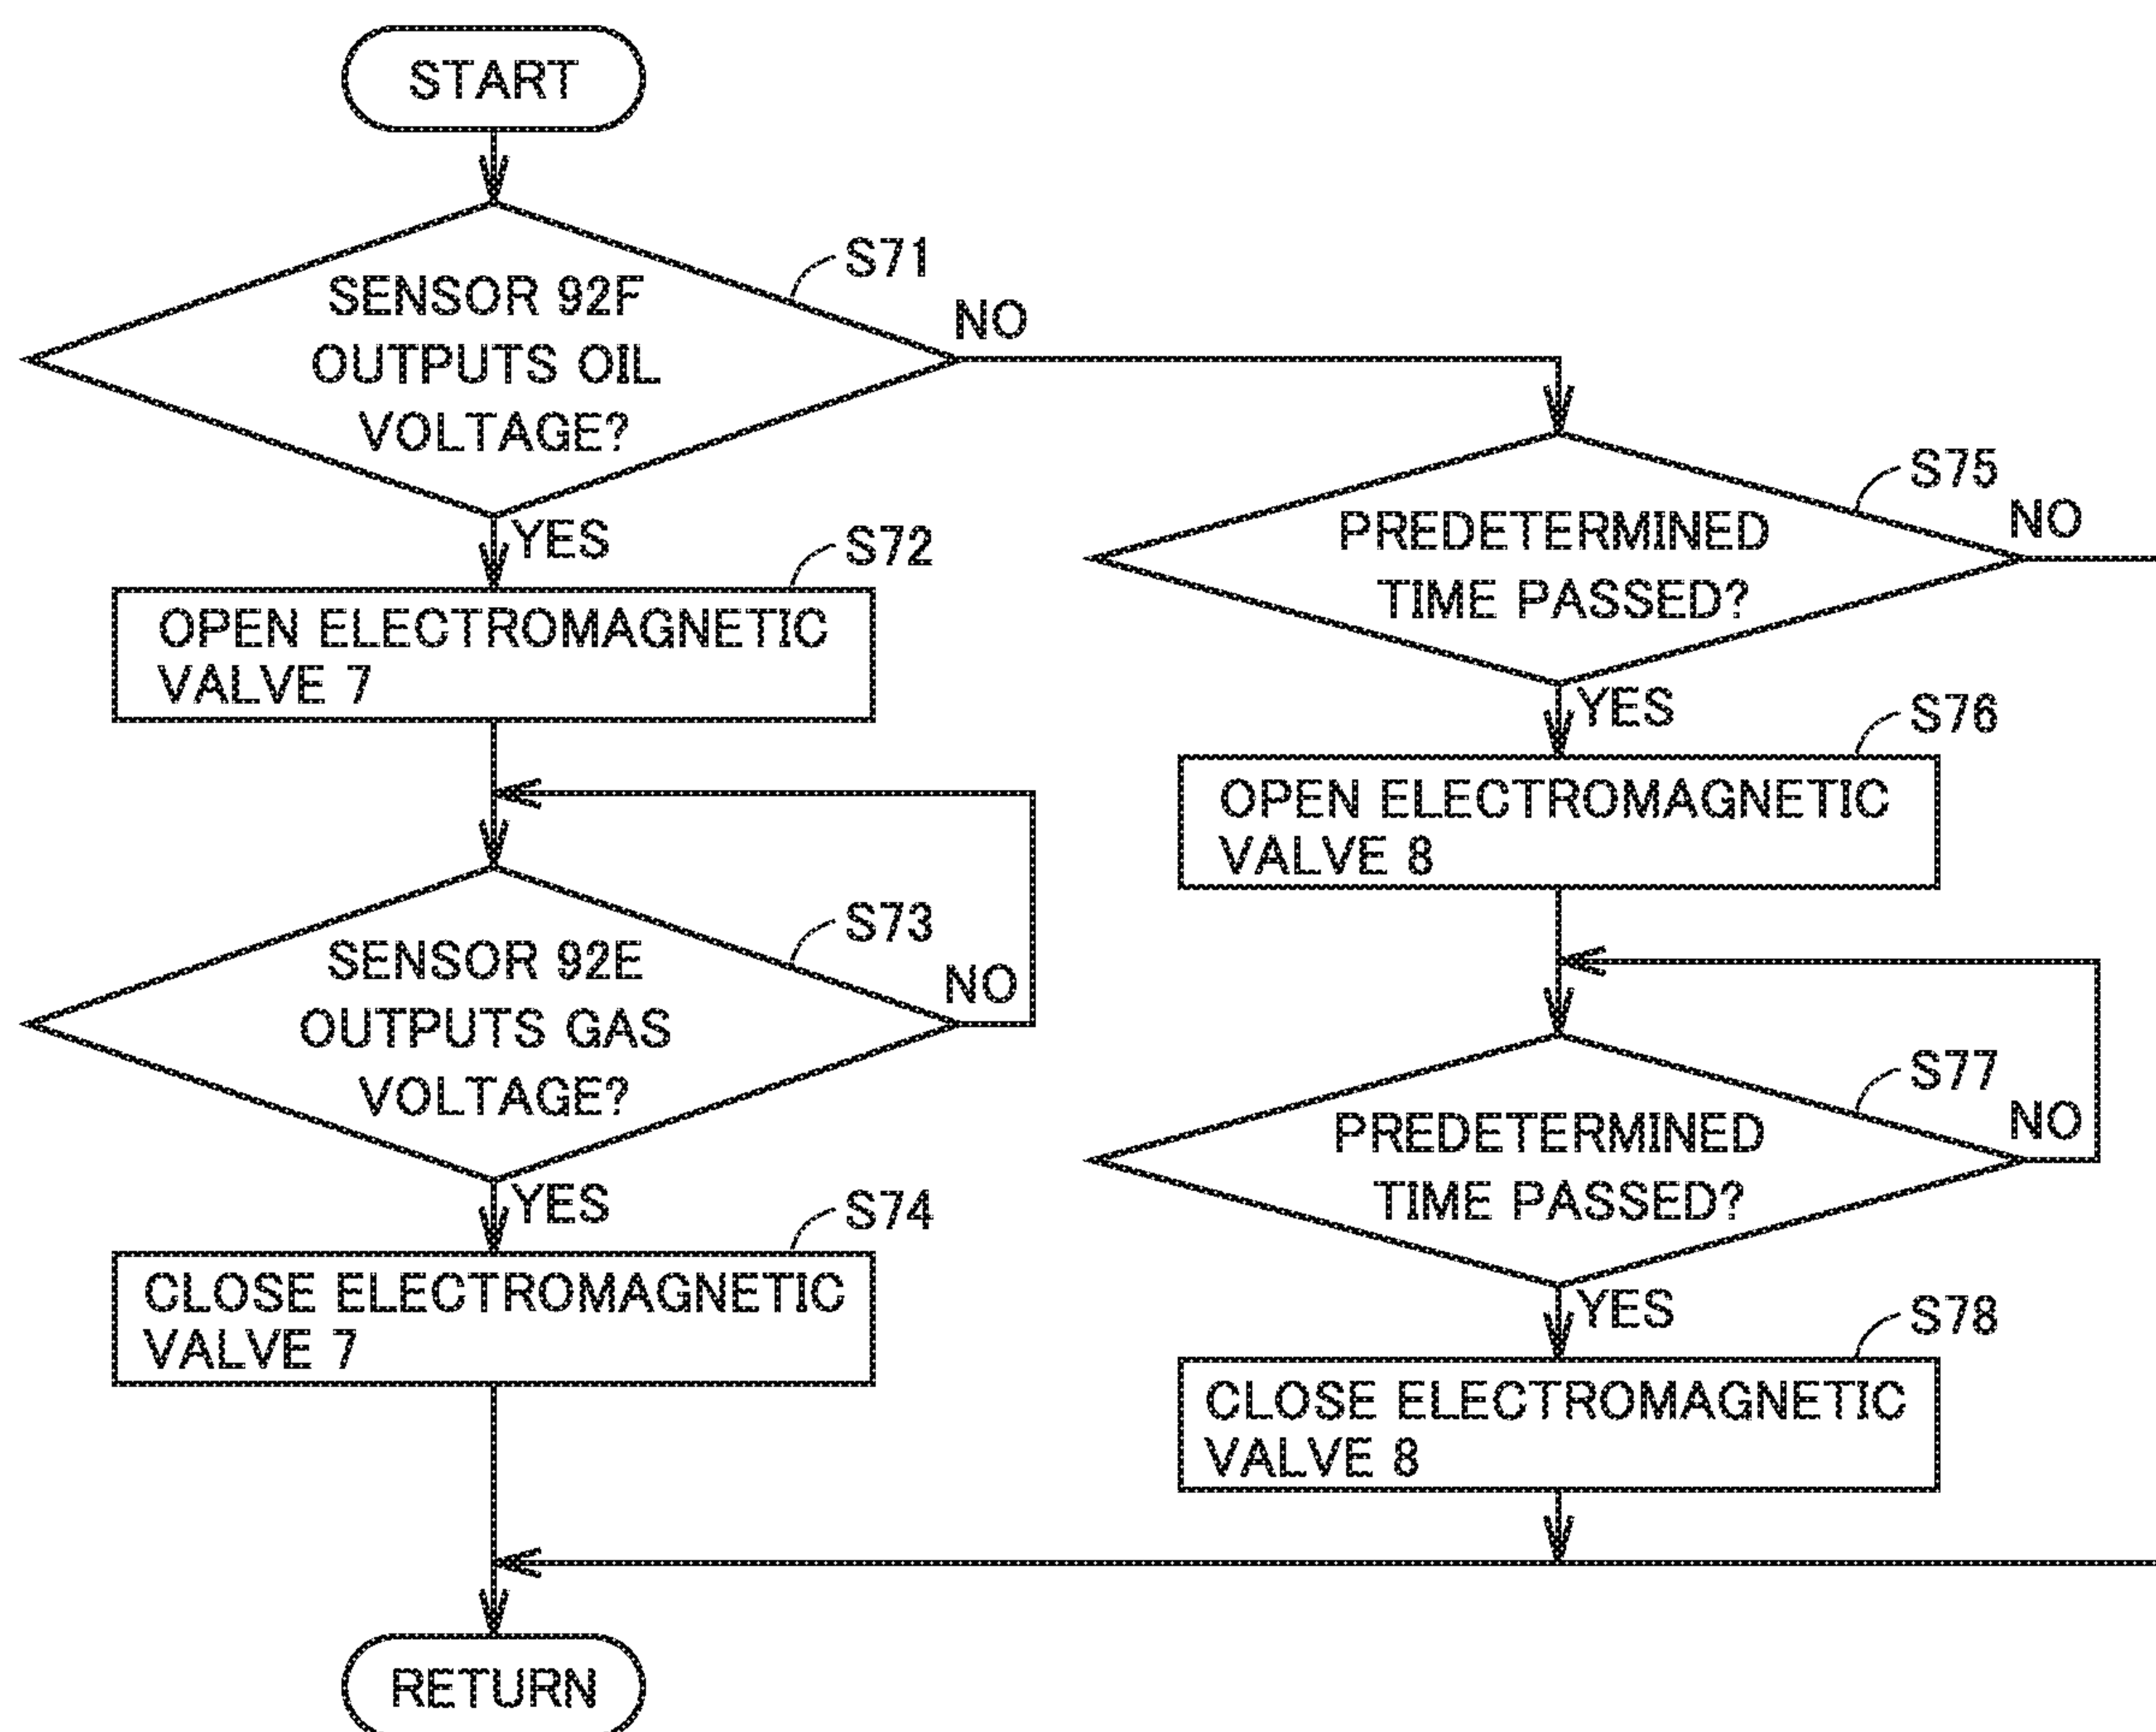 START
S71
SENSOR 92F
OUTPUTS OIL
VOLTAGE?
NO
YES
S72
OPEN ELECTROMAGNETIC
VALVE 7
S73
SENSOR 92E
OUTPUTS GAS
VOLTAGE?
NO
YES
S74
CLOSE ELECTROMAGNETIC
VALVE 7
S75
PREDETERMINED
TIME PASSED?
NO
YES
S76
OPEN ELECTROMAGNETIC
VALVE 8
S77
PREDETERMINED
TIME PASSED?
NO
YES
S78
CLOSE ELECTROMAGNETIC
VALVE 8
RETURN